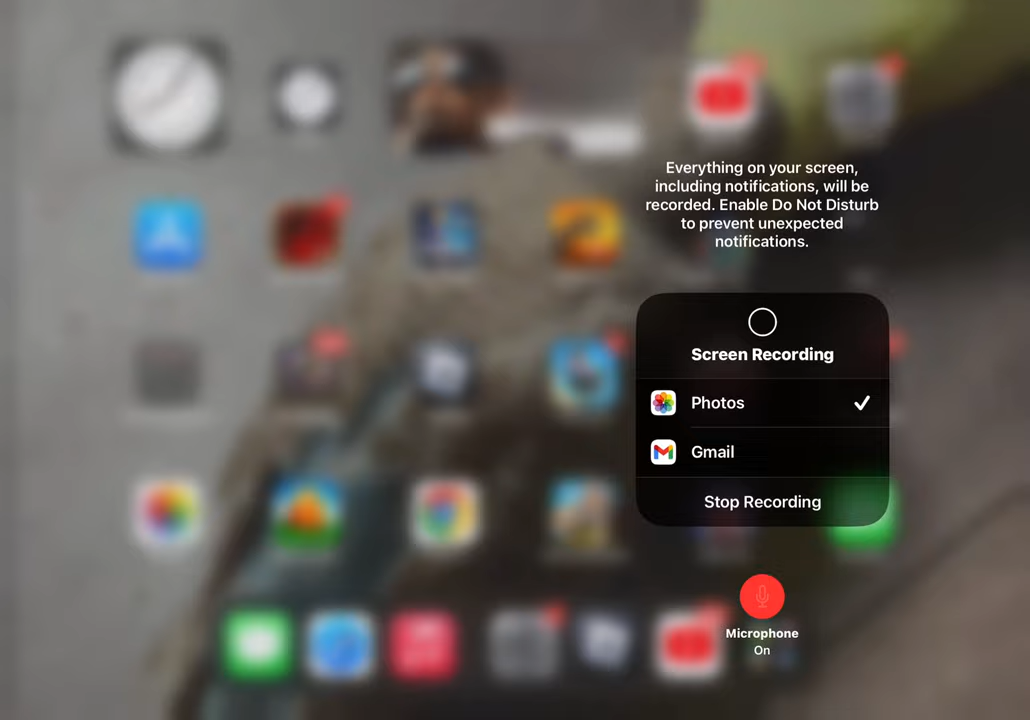 Everything on your screen,
including notifications, will be
recorded. Enable Do Not Disturb
to prevent unexpected
notifications.
Screen Recording
Photos
Gmail
Stop Recording
Microphone
On